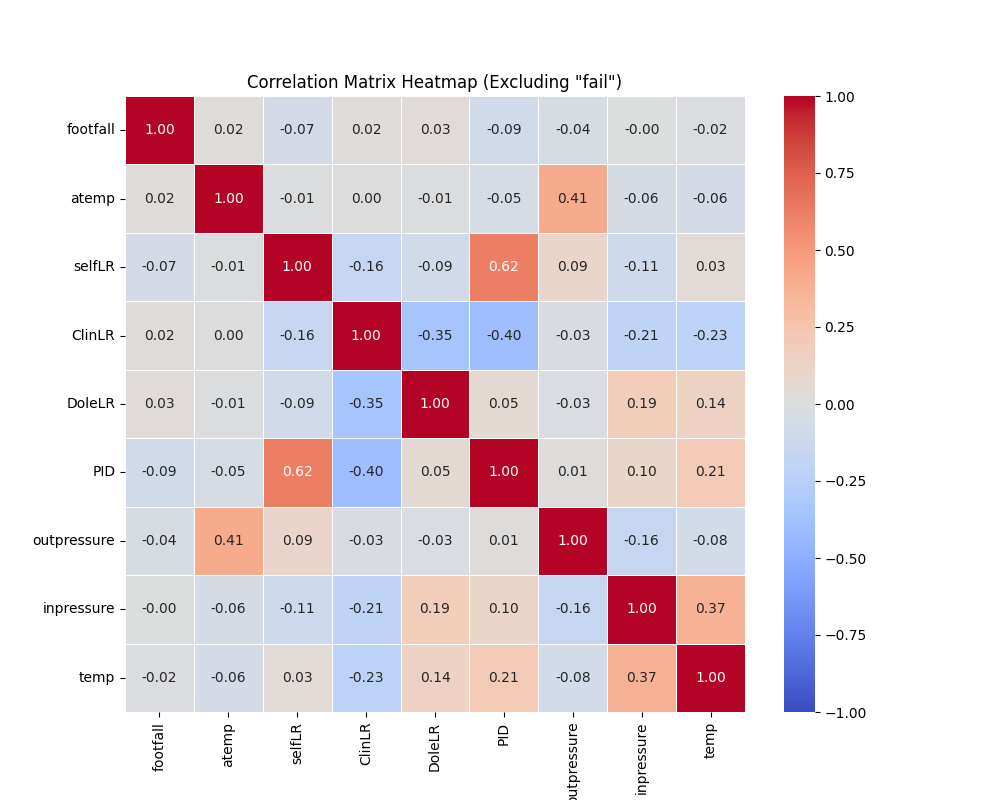 Correlation Matrix Heatmap (Excluding "fail")
footfall 1.00 0.02 -0.07 0.02 0.03 -0.09 -0.04 -0.00 -0.02
atemp 0.02 1.00 -0.01 0.00 -0.01 -0.05 0.41 -0.06 -0.06
selfLR -0.07 -0.01 1.00 -0.16 -0.09 0.62 0.09 -0.11 0.03
ClinLR 0.02 0.00 -0.16 1.00 -0.35 -0.40 -0.03 -0.21 -0.23
DoleLR 0.03 -0.01 -0.09 -0.35 1.00 0.05 -0.03 0.19 0.14
PID -0.09 -0.05 0.62 -0.40 0.05 1.00 0.01 0.10 0.21
outpressure -0.04 0.41 0.09 -0.03 -0.03 0.01 1.00 -0.16 -0.08
inpressure -0.00 -0.06 -0.11 -0.21 0.19 0.10 -0.16 1.00 0.37
temp -0.02 -0.06 0.03 -0.23 0.14 0.21 -0.08 0.37 1.00
footfall atemp selfLR ClinLR DoleLR PID outpressure inpressure temp
1.00
0.75
0.50
0.25
0.00
−0.25
−0.50
−0.75
−1.00